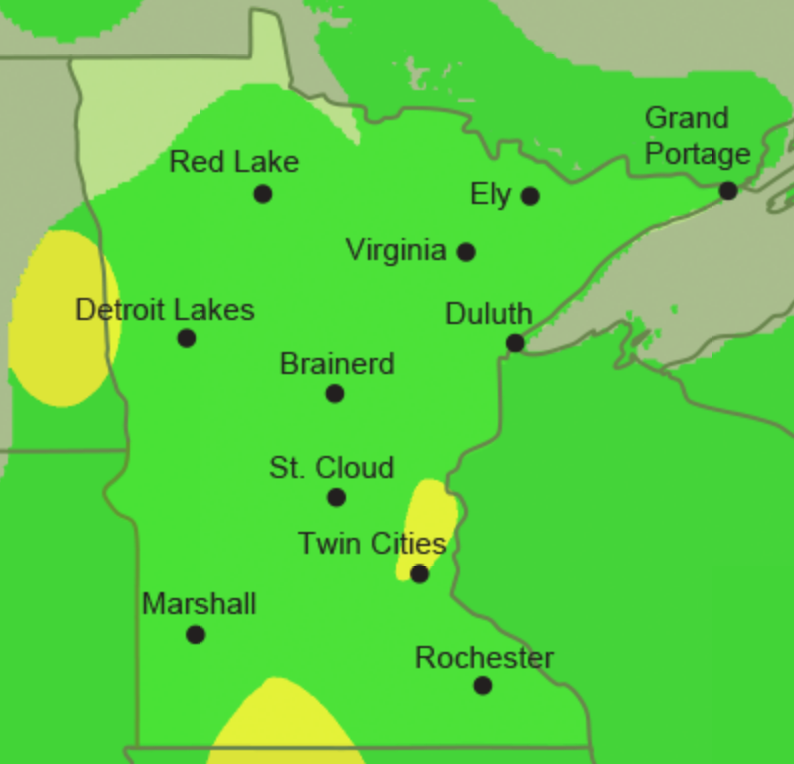 Grand
Portage
Red Lake
Ely
Virginia
Detroit Lakes
Duluth
Brainerd
St. Cloud
Twin Cities
Marshall
Rochester